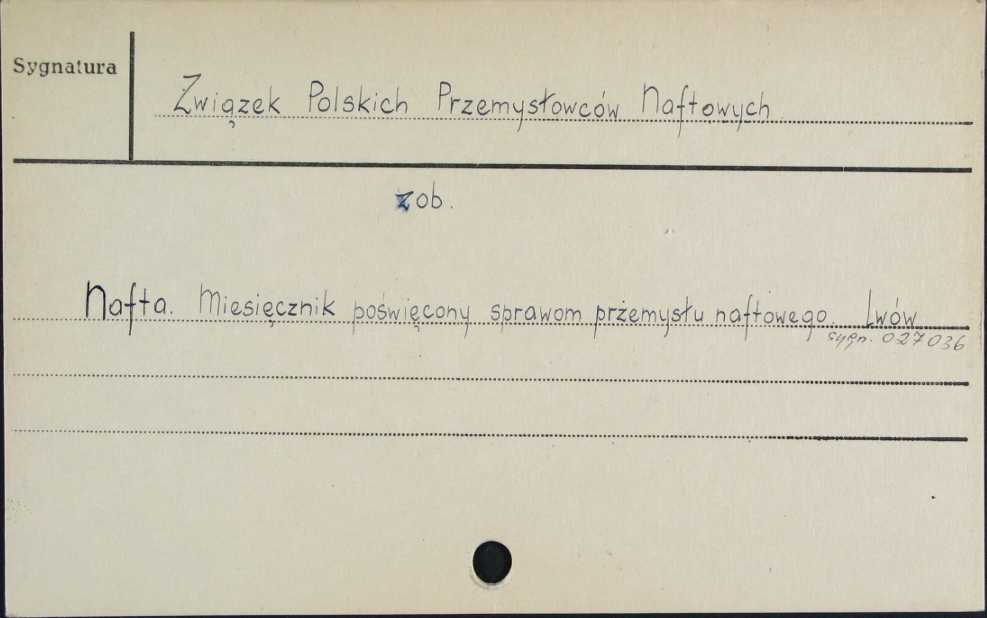 Sygnatura
Związek Polskich Przemysłowców Naftowych
zob.
Nafta. Miesięcznik poświęcony sprawom przemysłu naftowego. Lwów
sygn. 027036